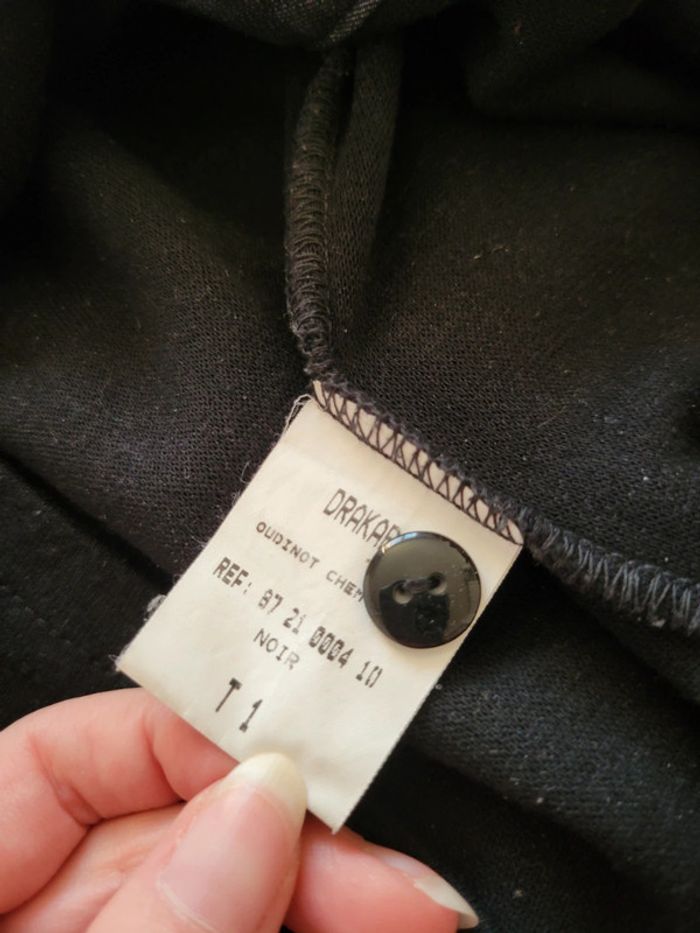 DRAKAR
OUDINOT CHEM
REF: 87 21 0004 10
NOIR
T 1